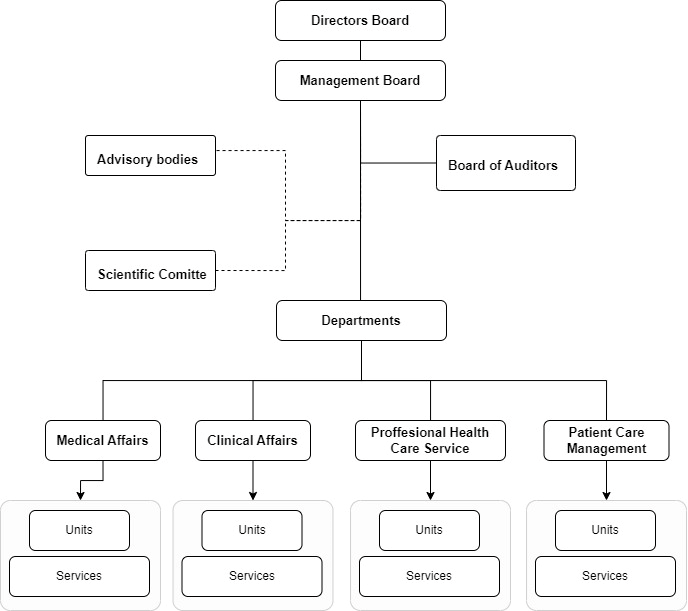 Directors Board
Management Board
Advisory bodies
Board of Auditors
Scientific Comitte
Departments
Medical Affairs
Clinical Affairs
Proffesional Health
Care Service
Patient Care
Management
Units
Services
Units
Services
Units
Services
Units
Services